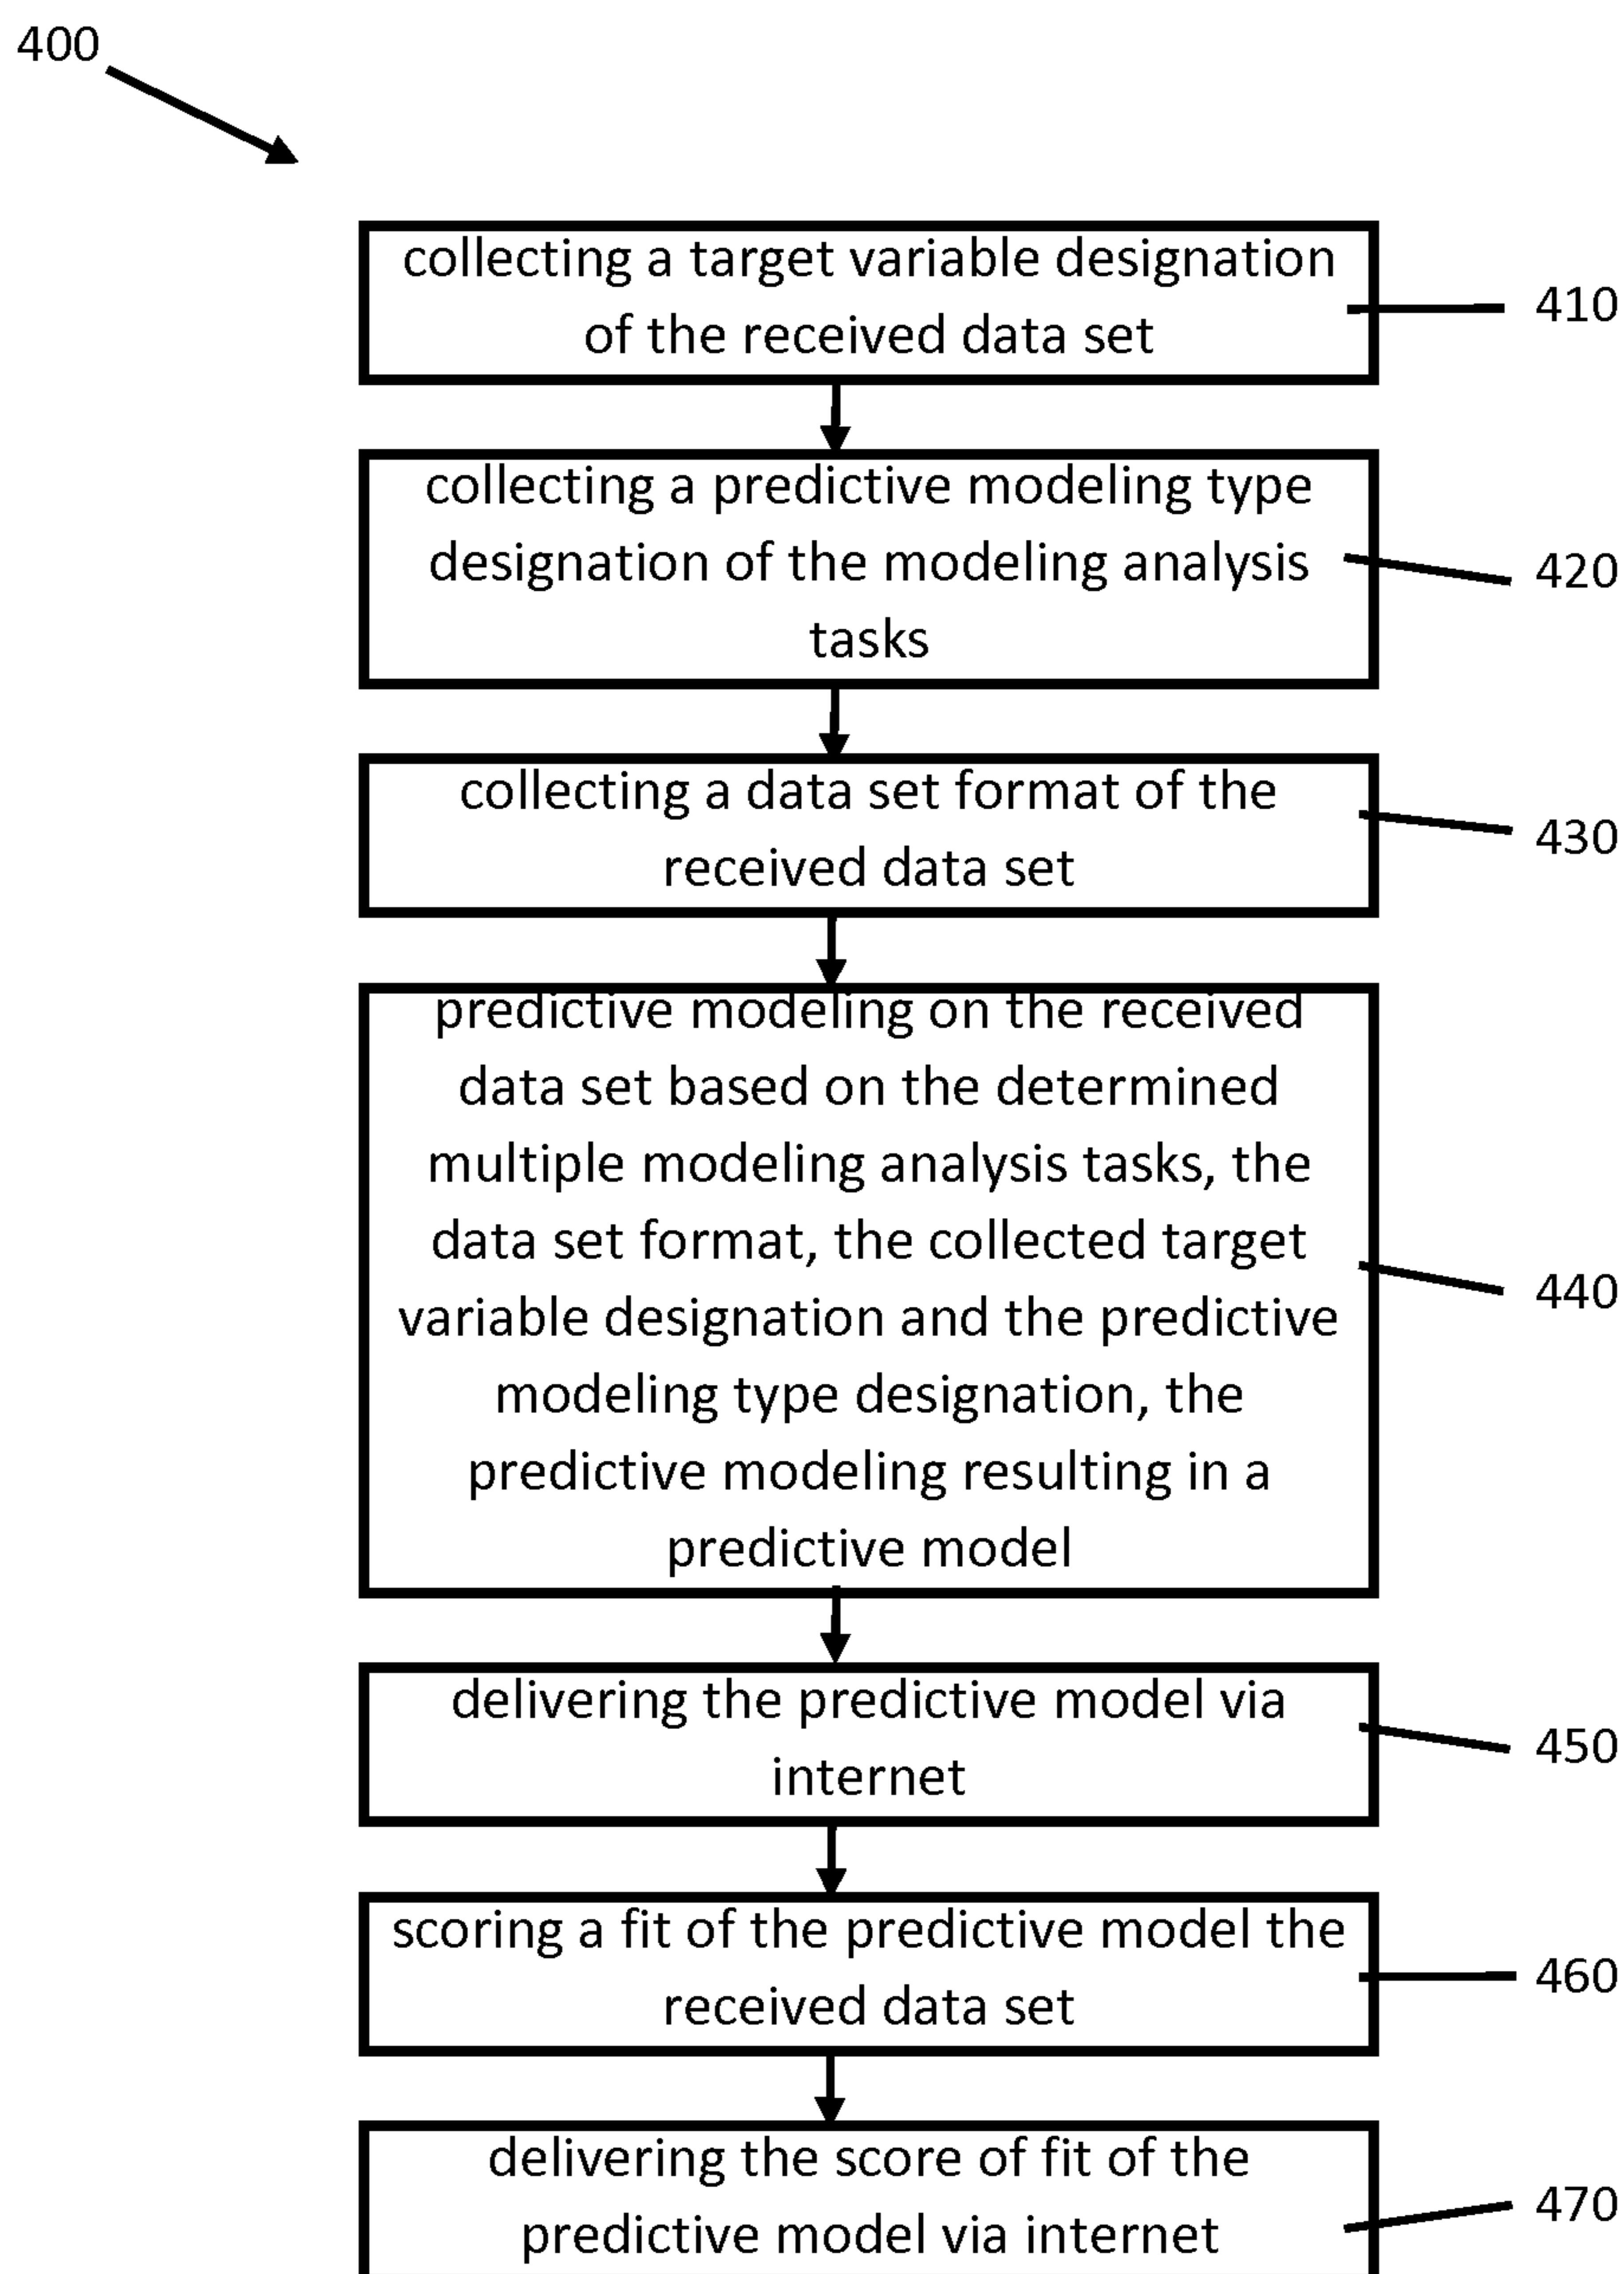 400
collecting a target variable designation
of the received data set
410
collecting a predictive modeling type
designation of the modeling analysis
tasks
420
collecting a data set format of the
received data set
430
predictive modeling on the received
data set based on the determined
multiple modeling analysis tasks, the
data set format, the collected target
variable designation and the predictive
modeling type designation, the
predictive modeling resulting in a
predictive model
440
delivering the predictive model via
internet
450
scoring a fit of the predictive model the
received data set
460
delivering the score of fit of the
predictive model via internet
470